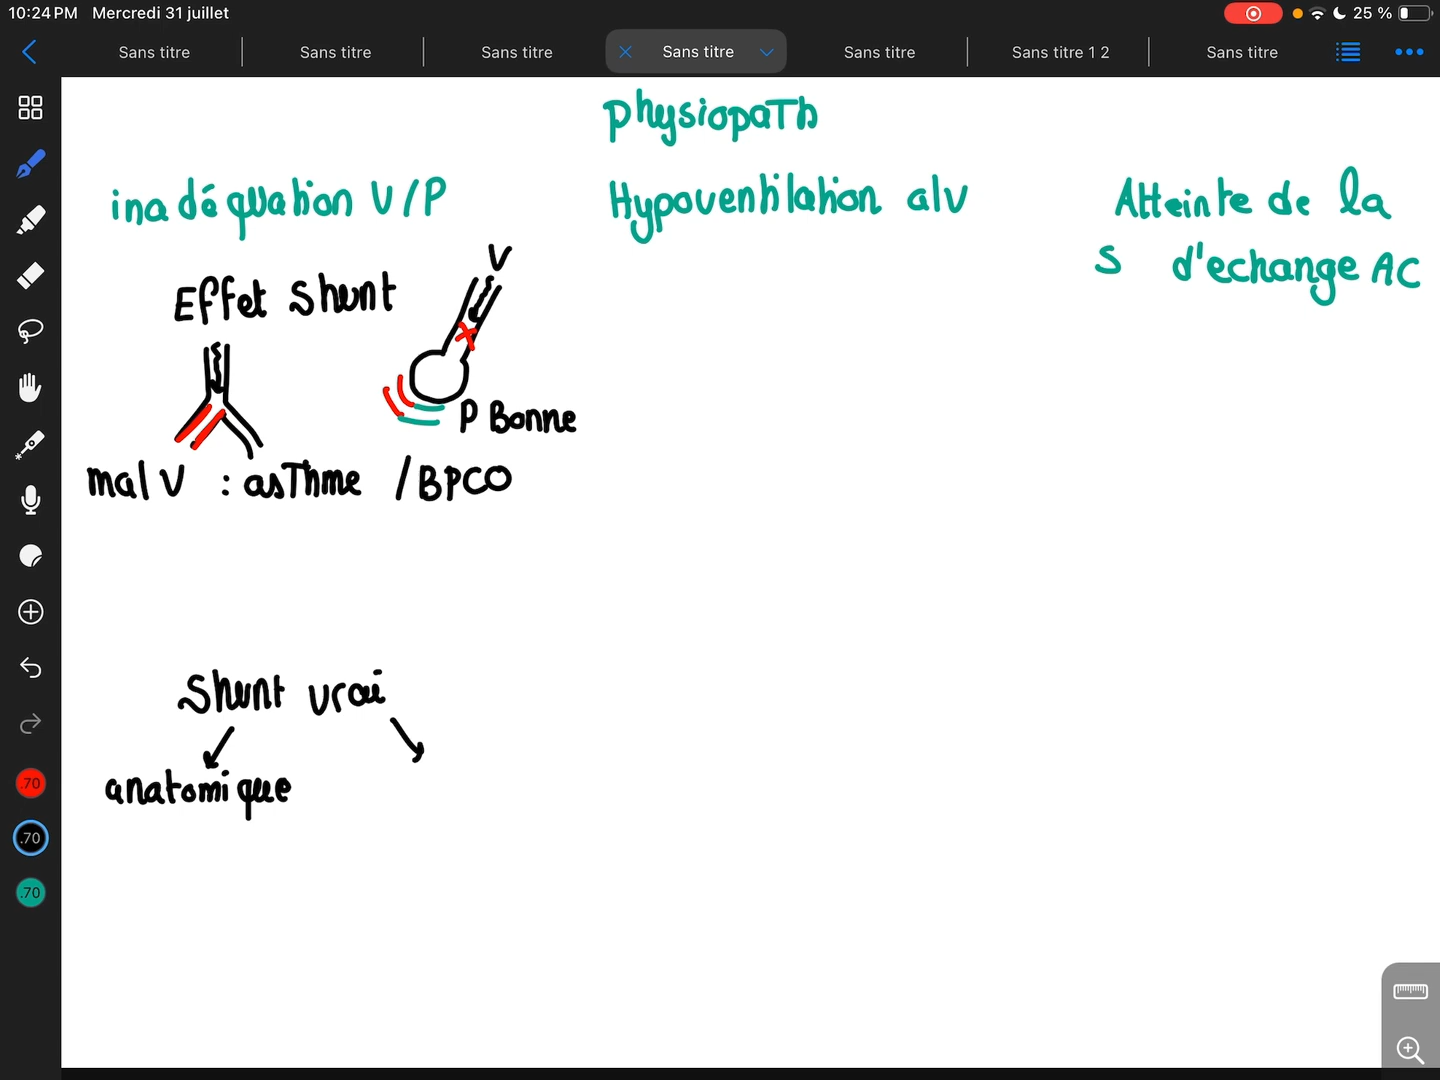 10:24 PM Mercredi 31 juillet
25 %
Sans titre
Sans titre
Sans titre
Sans titre
Sans titre
Sans titre 1 2
Sans titre
physiopath
inadéquation V/P
Hypoventilation alv
Atteinte de la
S d'echange AC
Effet shunt
V
P Bonne
mal V : asthme / BPCO
Shunt vrai
anatomique
.70
.70
.70